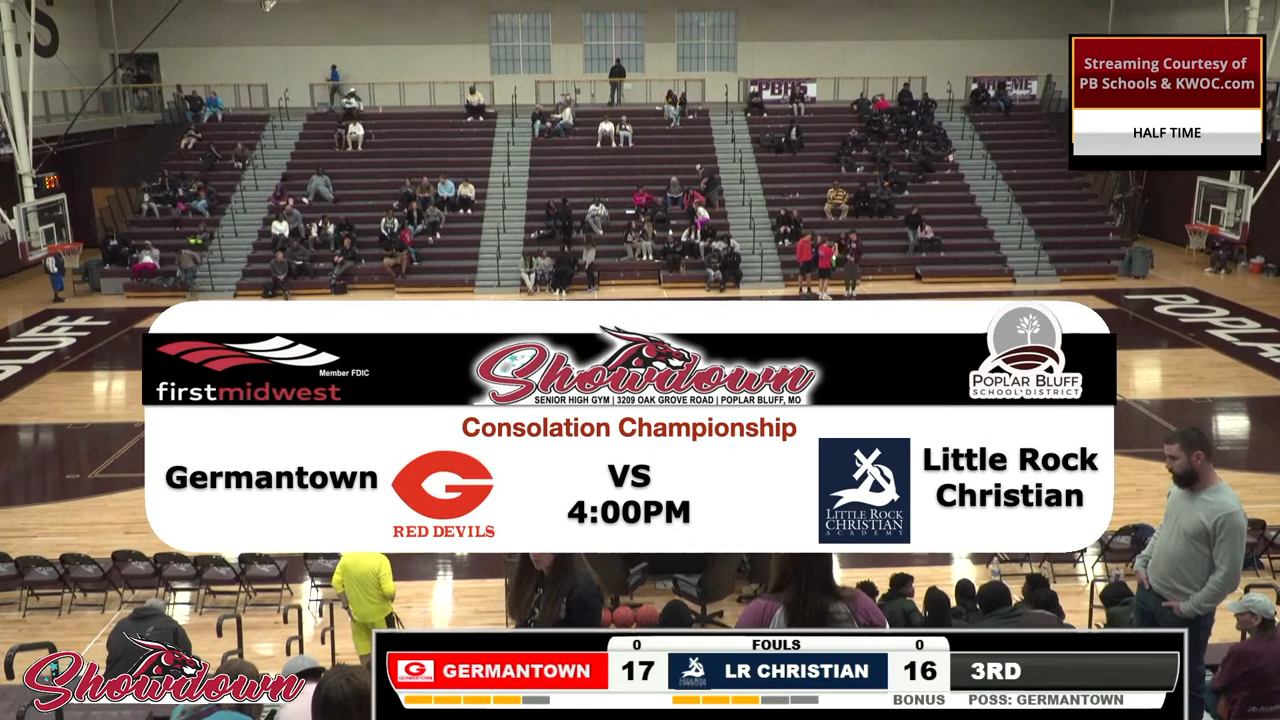 Streaming Courtesy of
PB Schools & KWOC.com
HALF TIME
PBHS
BLUFF
POPLA
firstmidwest
Member FDIC
Showdown
SENIOR HIGH GYM | 3209 OAK GROVE ROAD | POPLAR BLUFF, MO
POPLAR BLUFF
SCHOOL DISTRICT
Consolation Championship
Germantown
RED DEVILS
VS
4:00PM
LITTLE ROCK
CHRISTIAN
ACADEMY
Little Rock
Christian
Showdown
0 FOULS 0
GERMANTOWN 17 LR CHRISTIAN 16 3RD
BONUS POSS: GERMANTOWN